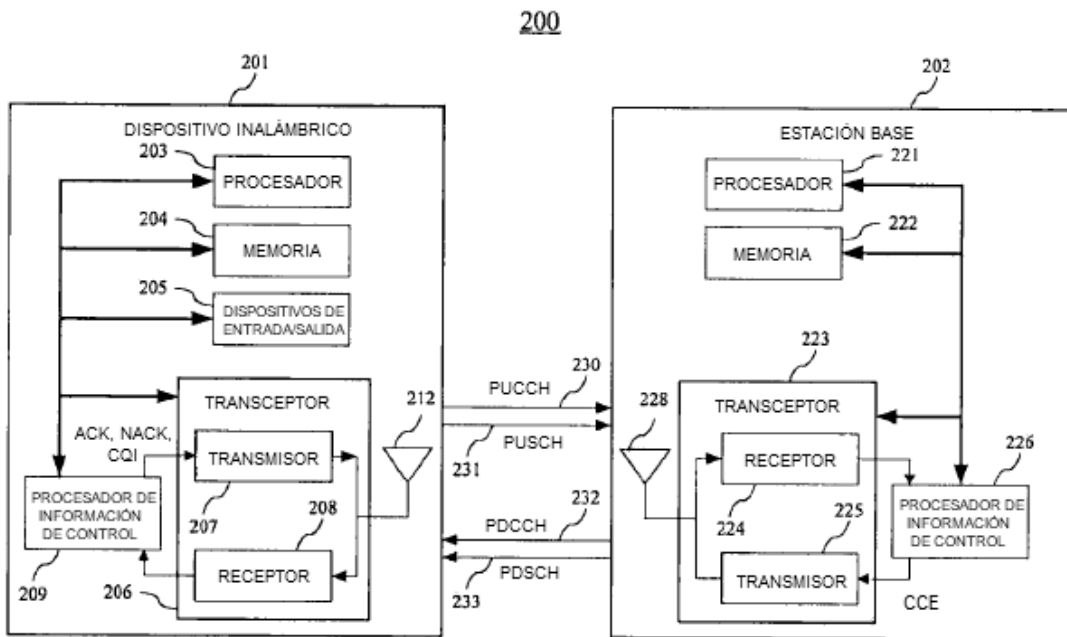 200
201
202
DISPOSITIVO INALÁMBRICO
ESTACIÓN BASE
203
PROCESADOR
204
MEMORIA
205
DISPOSITIVOS DE
ENTRADA/SALIDA
221
PROCESADOR
222
MEMORIA
TRANSCEPTOR
212
ACK, NACK,
CQI
TRANSMISOR
207
208
RECEPTOR
206
PROCESADOR DE
INFORMACIÓN
DE CONTROL
209
PUCCH
230
PUSCH
231
PDCCH
232
PDSCH
233
223
TRANSCEPTOR
228
RECEPTOR
224
225
TRANSMISOR
226
PROCESADOR DE
INFORMACIÓN
DE CONTROL
CCE